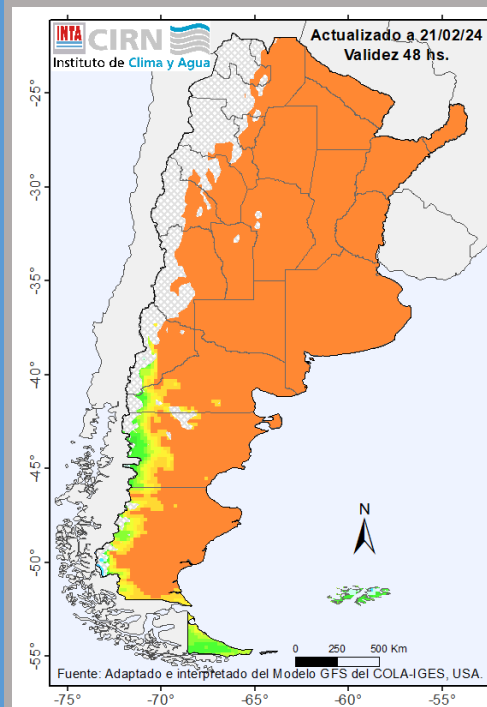 INTA CIRN
Instituto de Clima y Agua
Actualizado a 21/02/24
Validez 48 hs.
-25°
-30°
-35°
-40°
-45°
-50°
-55°
N
0 250 500 Km
Fuente: Adaptado e interpretado del Modelo GFS del COLA-IGES, USA.
-75° -70° -65° -60° -55°